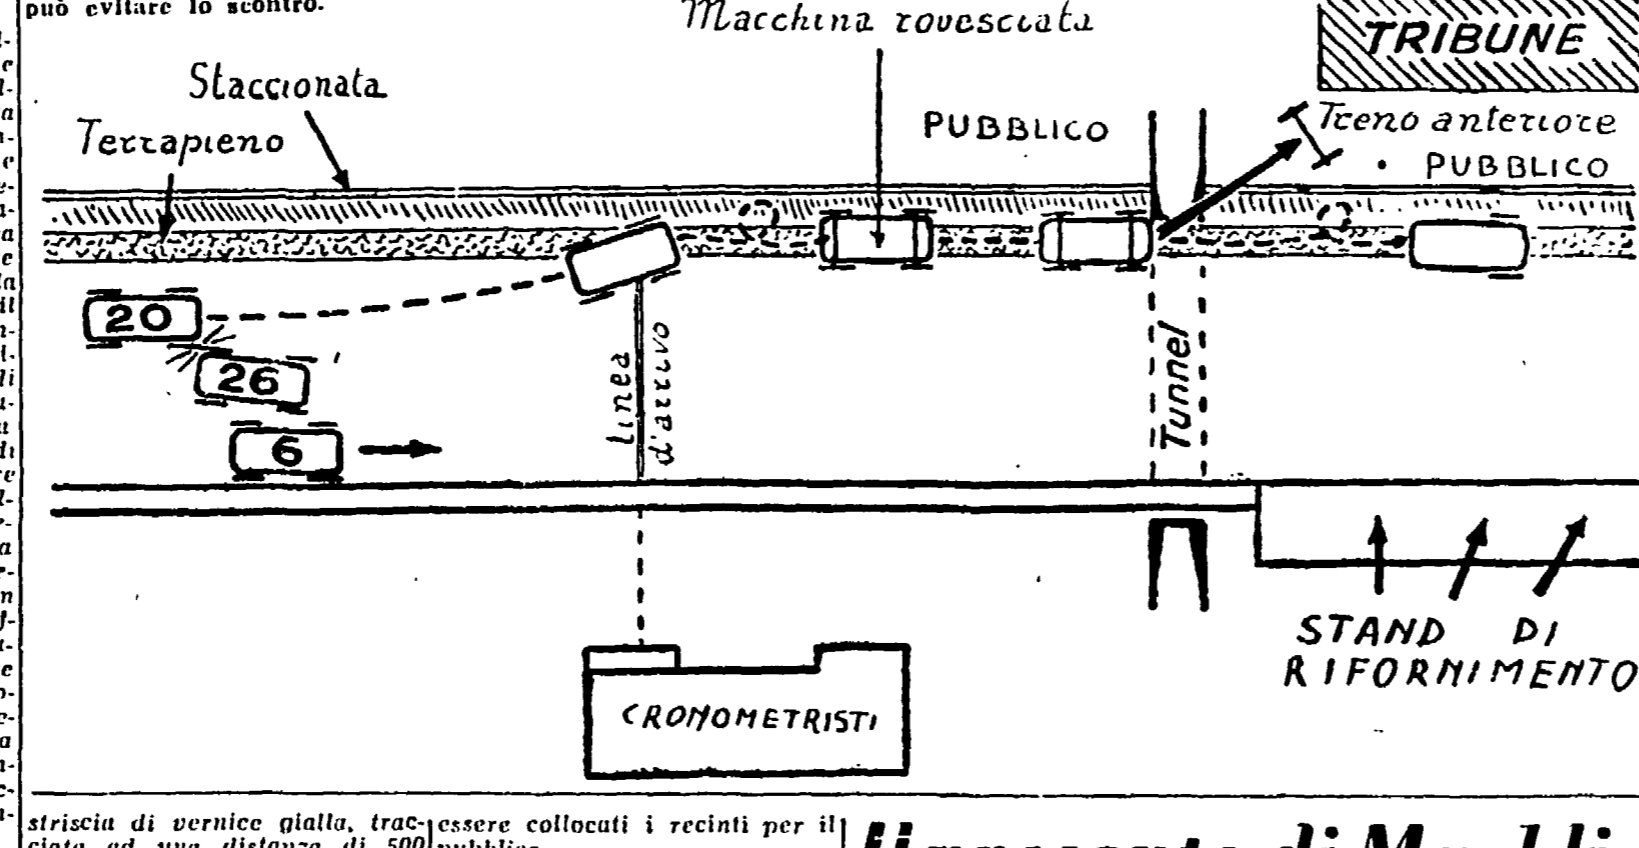 può evitare lo scontro.
Macchina rovesciata
TRIBUNE
Staccionata
Terrapieno
PUBBLICO
Treno anteriore
PUBBLICO
20
26
6
Linea
d'arrivo
Tunnel
STAND DI
RIFORNIMENTO
CRONOMETRISTI
striscia di vernice gialla, trac-
ciata ad una distanza di 500
essere collocati i recinti per il
pubblico